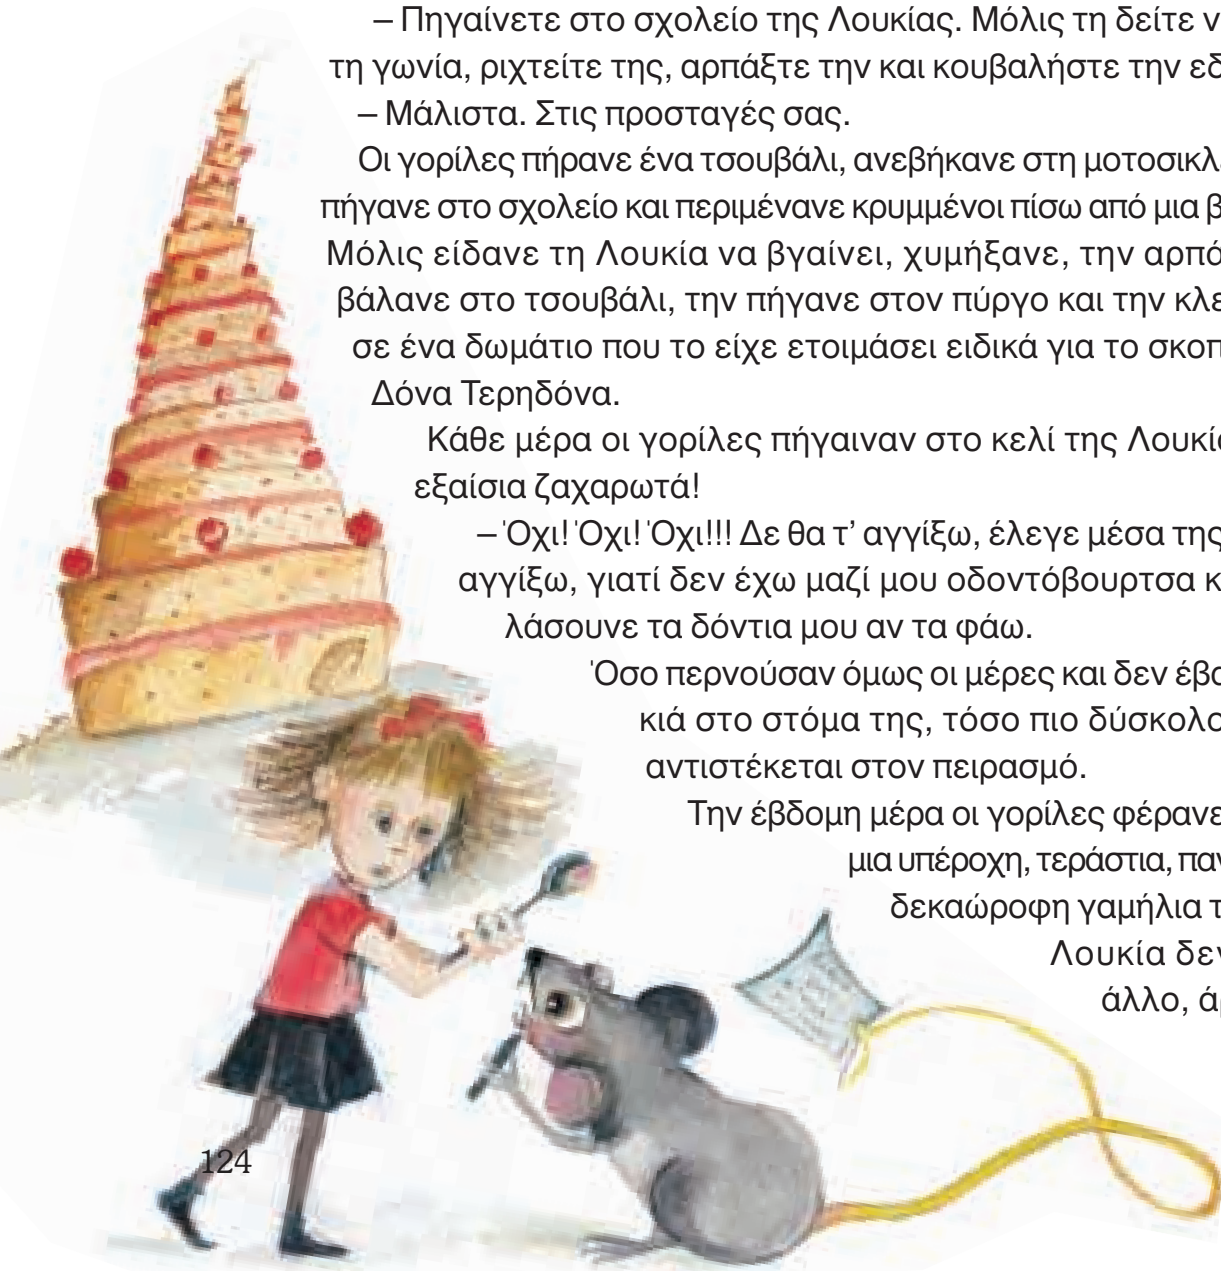 – Πηγαίνετε στο σχολείο της Λουκίας. Μόλις τη δείτε ν
τη γωνία, ριχτείτε της, αρπάξτε την και κουβαλήστε την εδ
– Μάλιστα. Στις προσταγές σας.
Οι γορίλες πήρανε ένα τσουβάλι, ανεβήκανε στη μοτοσικλ
πήγανε στο σχολείο και περιμένανε κρυμμένοι πίσω από μια β
Μόλις είδανε τη Λουκία να βγαίνει, χυμήξανε, την αρπά
βάλανε στο τσουβάλι, την πήγανε στον πύργο και την κλε
σε ένα δωμάτιο που το είχε ετοιμάσει ειδικά για το σκοπ
Δόνα Τερηδόνα.
Κάθε μέρα οι γορίλες πήγαιναν στο κελί της Λουκί
εξαίσια ζαχαρωτά!
– Όχι! Όχι! Όχι!!! Δε θα τ’ αγγίξω, έλεγε μέσα της
αγγίξω, γιατί δεν έχω μαζί μου οδοντόβουρτσα κ
λάσουνε τα δόντια μου αν τα φάω.
Όσο περνούσαν όμως οι μέρες και δεν έβα
κιά στο στόμα της, τόσο πιο δύσκολο
αντιστέκεται στον πειρασμό.
Την έβδομη μέρα οι γορίλες φέρανε
μια υπέροχη, τεράστια, παν
δεκαώροφη γαμήλια τ
Λουκία δεν
άλλο, ά
124